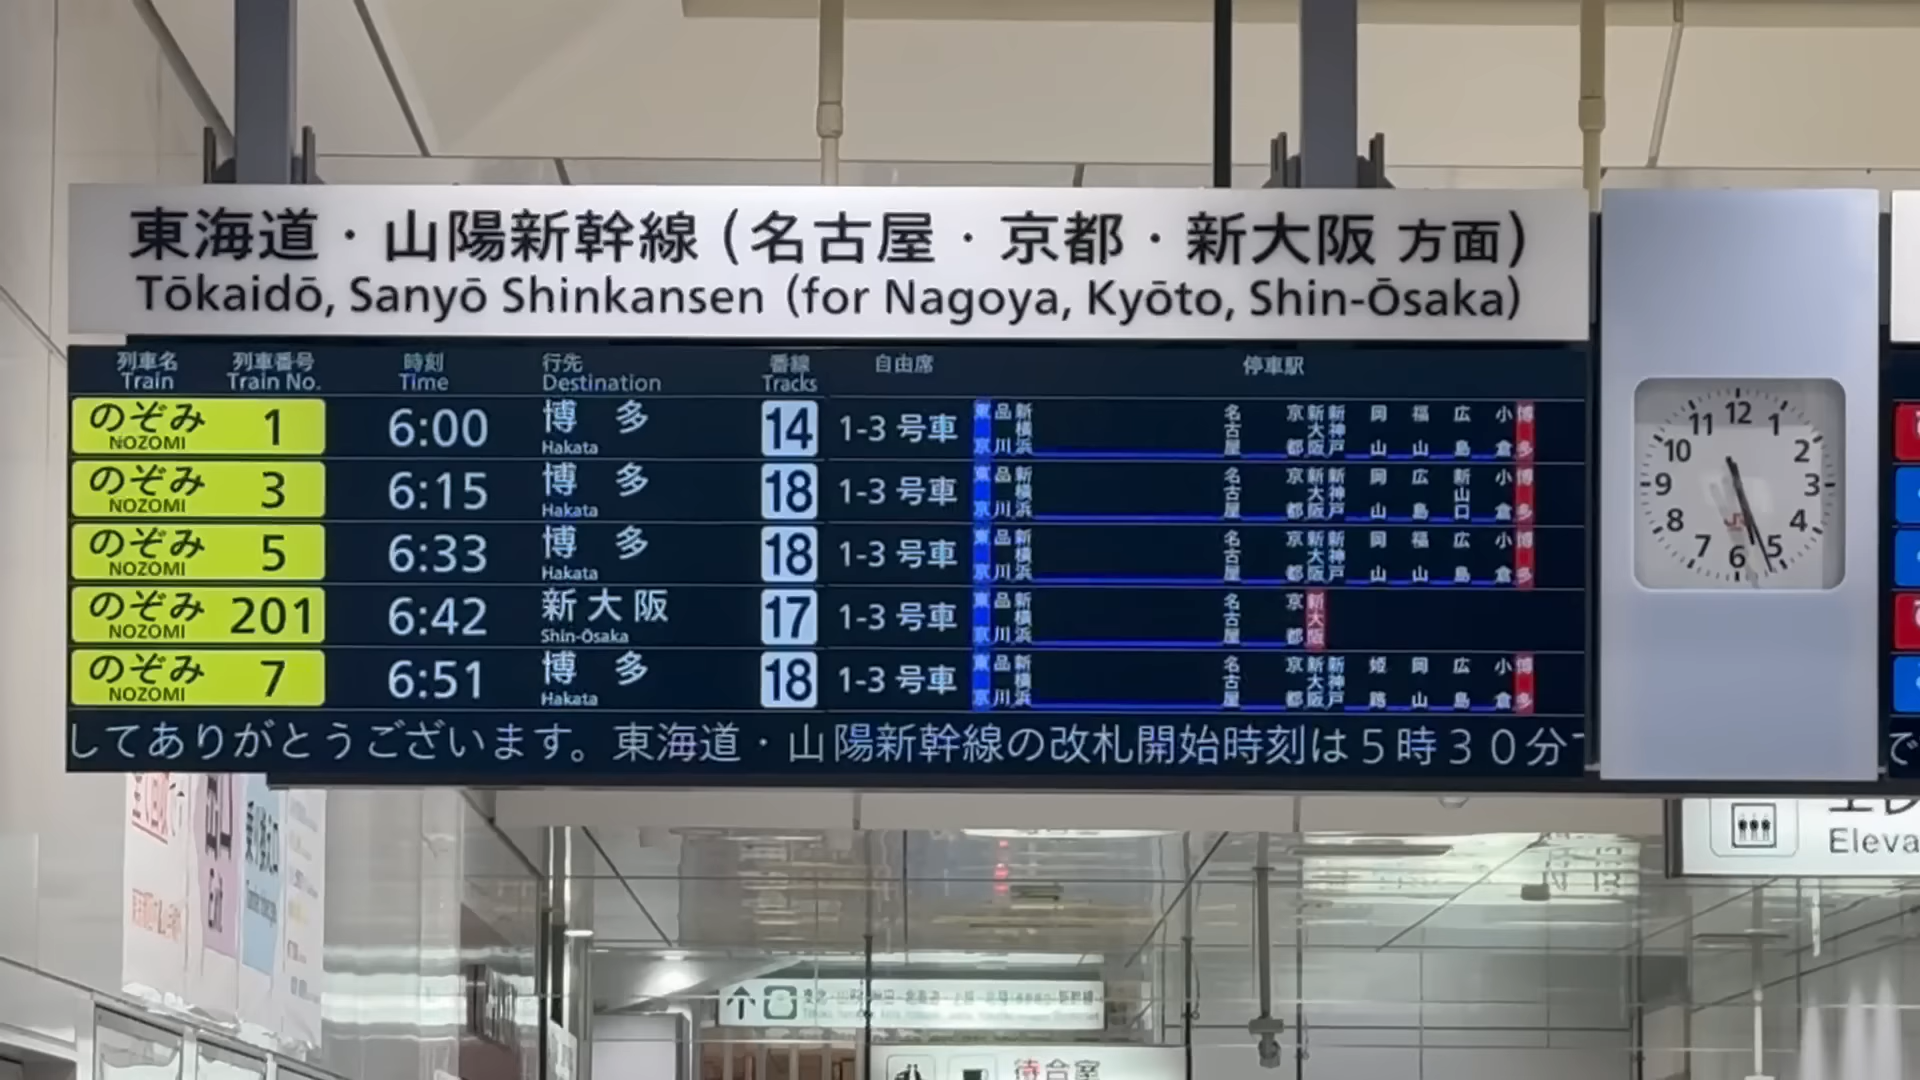 東海道・山陽新幹線(名古屋・京都・新大阪 方面)
Tōkaidō, Sanyō Shinkansen (for Nagoya, Kyōto, Shin-Ōsaka)
列車名 列車番号 時刻 行先 番線 自由席 停車駅
Train Train No. Time Destination Tracks
のぞみ 1 6:00 博多 14 1-3 号車 東京 品川 新横浜 名古屋 京都 新大阪 新神戸 岡山 福山 広島 小倉 博多
NOZOMI Hakata
のぞみ 3 6:15 博多 18 1-3 号車 東京 品川 新横浜 名古屋 京都 新大阪 新神戸 岡山 広島 新山口 小倉 博多
NOZOMI Hakata
のぞみ 5 6:33 博多 18 1-3 号車 東京 品川 新横浜 名古屋 京都 新大阪 新神戸 岡山 福山 広島 小倉 博多
NOZOMI Hakata
のぞみ 201 6:42 新大阪 17 1-3 号車 東京 品川 新横浜 名古屋 京都 新大阪
NOZOMI Shin-Ōsaka
のぞみ 7 6:51 博多 18 1-3 号車 東京 品川 新横浜 名古屋 京都 新大阪 新神戸 姫路 岡山 広島 小倉 博多
NOZOMI Hakata
してありがとうございます。東海道・山陽新幹線の改札開始時刻は5時30分
12 1 2 3 4 5 6 7 8 9 10 11
JR
で
Eleva
Exit
待合室